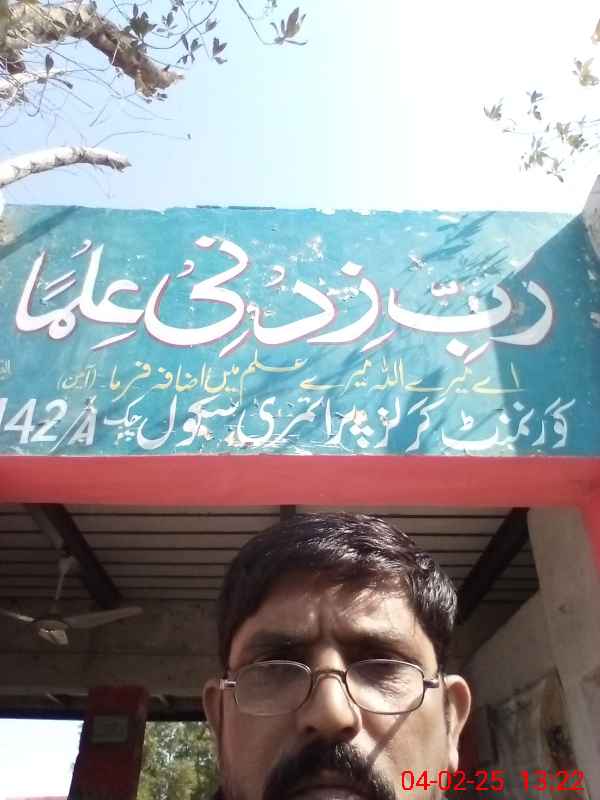 رَبِّ زِدْنِیْ عِلْمًا
اے میرے اللہ میرے علم میں اضافہ فرما۔ (آمین)
گورنمنٹ گرلز پرائمری سکول چک 142/A
04-02-25 13:22